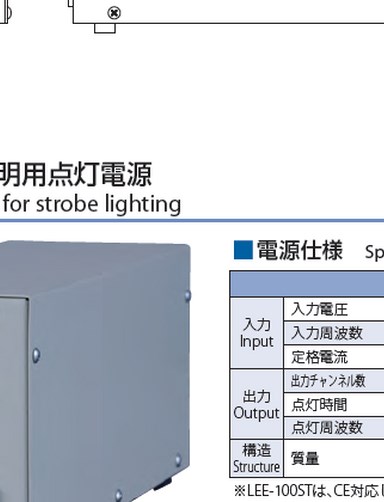 明用点灯電源
for strobe lighting
■電源仕様 Sp
入力 Input
入力電圧
入力周波数
定格電流
出力 Output
出力チャンネル数
点灯時間
点灯周波数
構造 Structure
質量
※LEE-100STは、CE対応